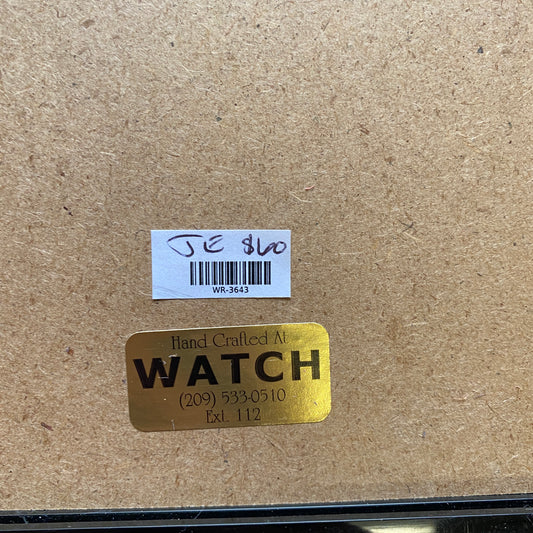 JE $60
WR-3643
Hand Crafted At
WATCH
(209) 533-0510
Ext. 112